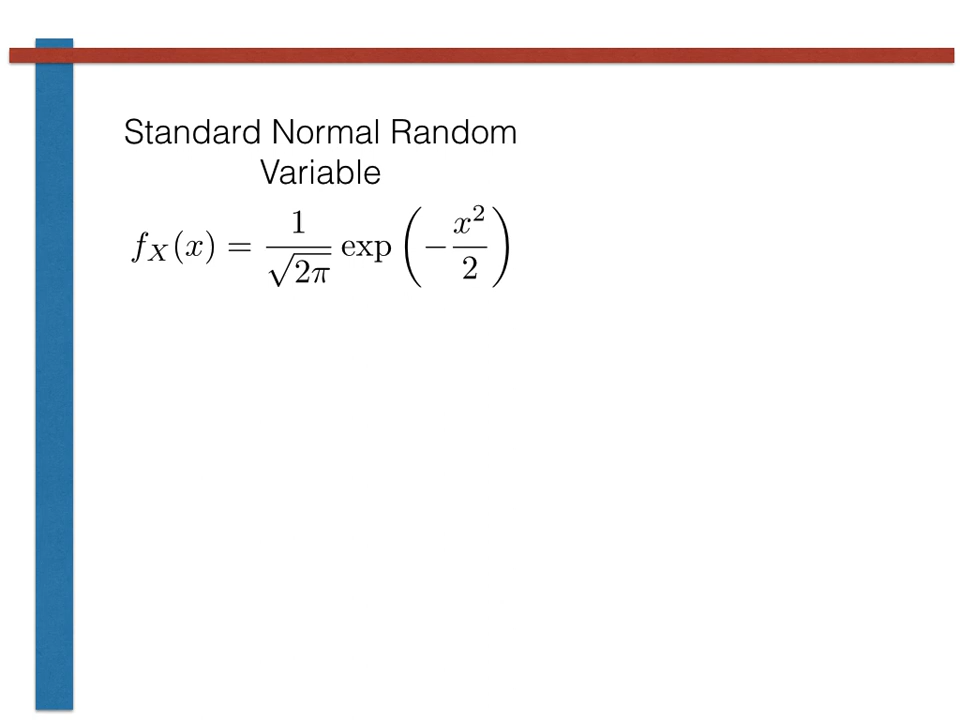 Standard Normal Random
Variable
f_X(x) = \frac{1}{\sqrt{2\pi}} \exp\left(-\frac{x^2}{2}\right)